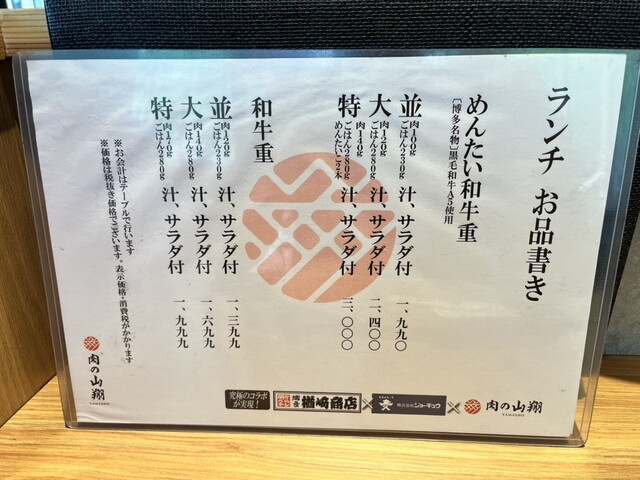 ランチ お品書き
めんたい和牛重
〔博多名物〕黒毛和牛A5使用
並 肉100g ごはん230g 汁、サラダ付 一、九九〇
大 肉120g ごはん280g 汁、サラダ付 二、四〇〇
特 肉140g ごはん280g めんたいこ2本 汁、サラダ付 三、〇〇〇
和牛重
並 肉120g ごはん230g 汁、サラダ付 一、三九九
大 肉140g ごはん280g 汁、サラダ付 一、六九九
特 肉170g ごはん280g 汁、サラダ付 一、九九九
※お会計はテーブルで行います
※価格は税抜き価格でございます。表示価格+消費税がかかります
肉の山翔
YAMASHO
究極のコラボが実現!
博多 楢崎商店
株式会社ジョーキュウ
肉の山翔
YAMASHO